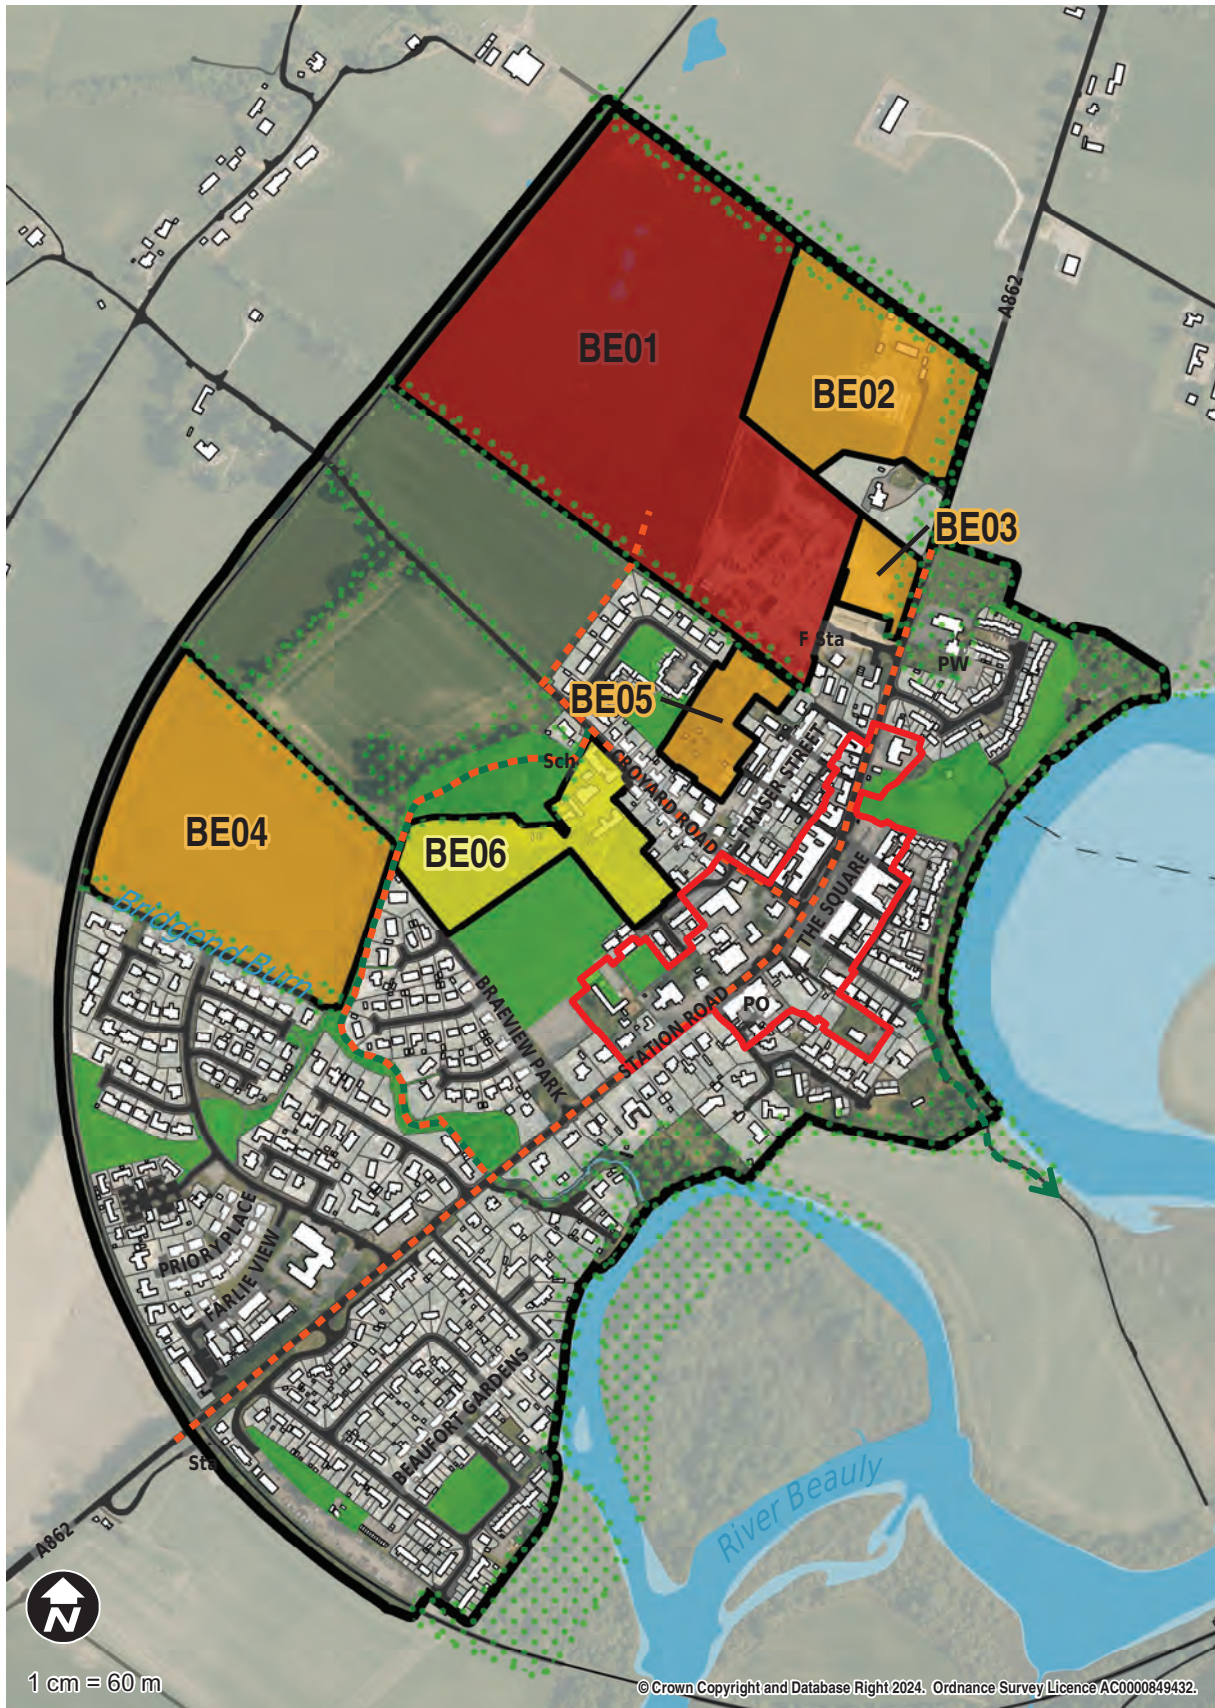 A862
BE01
BE02
BE03
F Sta
PW
BE05
Sch
CROYARD ROAD
FRASER STREET
BE04
BE06
THE SQUARE
Bridgend Burn
BRAEVIEW PARK
STATION ROAD
PO
PRIORY PLACE
FARLIE VIEW
BEAUFORT GARDENS
Sta
River Beauly
A862
N
1 cm = 60 m
© Crown Copyright and Database Right 2024. Ordnance Survey Licence AC0000849432.